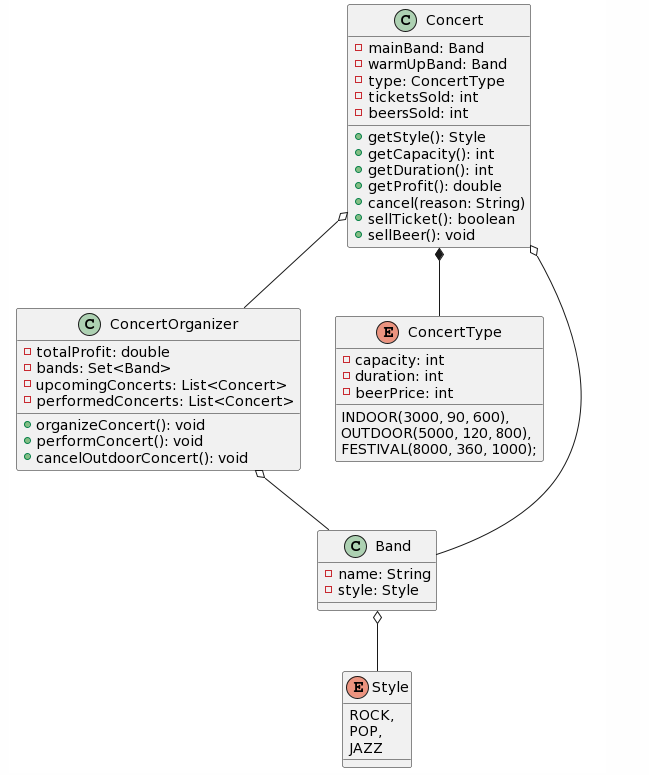 C Concert
mainBand: Band
warmUpBand: Band
type: ConcertType
ticketsSold: int
beersSold: int
getStyle(): Style
getCapacity(): int
getDuration(): int
getProfit(): double
cancel(reason: String)
sellTicket(): boolean
sellBeer(): void
C ConcertOrganizer
totalProfit: double
bands: Set<Band>
upcomingConcerts: List<Concert>
performedConcerts: List<Concert>
organizeConcert(): void
performConcert(): void
cancelOutdoorConcert(): void
E ConcertType
capacity: int
duration: int
beerPrice: int
INDOOR(3000, 90, 600),
OUTDOOR(5000, 120, 800),
FESTIVAL(8000, 360, 1000);
C Band
name: String
style: Style
E Style
ROCK,
POP,
JAZZ